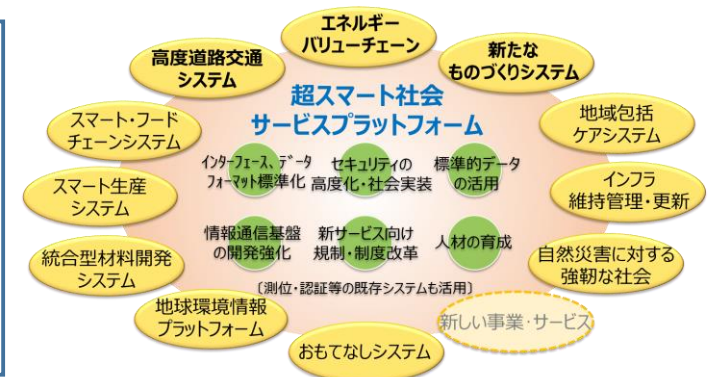 エネルギー
バリューチェーン
高度道路交通
システム
新たな
ものづくりシステム
超スマート社会
サービスプラットフォーム
スマート・フード
チェーンシステム
地域包括
ケアシステム
インターフェース、データ
フォーマット標準化
セキュリティの
高度化・社会実装
標準的データ
の活用
スマート生産
システム
インフラ
維持管理・更新
情報通信基盤
の開発強化
新サービス向け
規制・制度改革
人材の育成
統合型材料開発
システム
自然災害に対する
強靭な社会
〔測位・認証等の既存システムも活用〕
地球環境情報
プラットフォーム
新しい事業・サービス
おもてなしシステム